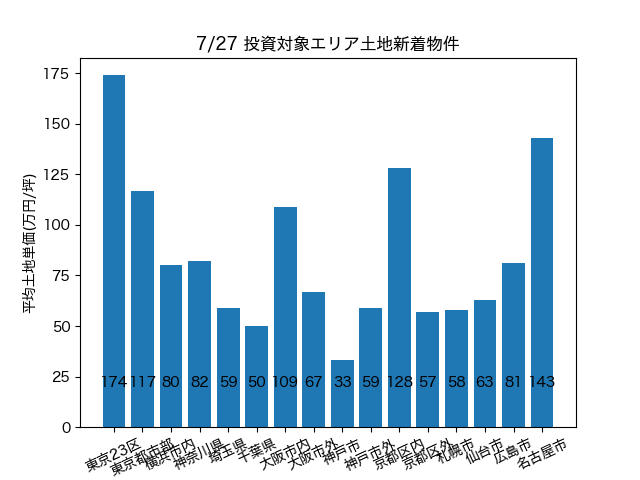 7/27 投資対象エリア土地新着物件
平均土地単価(万円/坪)
175
150
125
100
75
50
25
0
174 117 80 82 59 50 109 67 33 59 128 57 58 63 81 143
東京23区 東京都市部 横浜市内 神奈川県 埼玉県 千葉県 大阪市内 大阪市外 神戸市 神戸市外 京都区内 京都区外 札幌市 仙台市 広島市 名古屋市